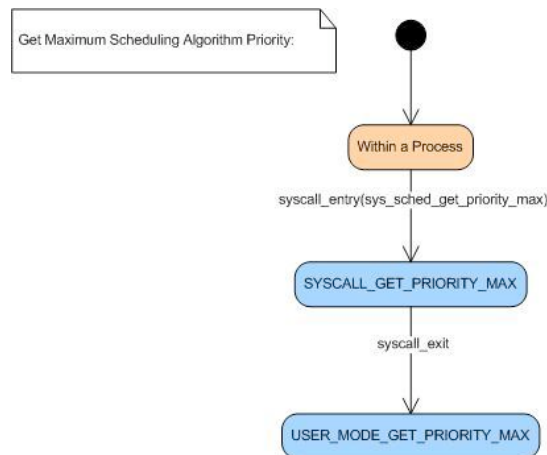 Get Maximum Scheduling Algorithm Priority:
Within a Process
syscall_entry(sys_sched_get_priority_max)
SYSCALL_GET_PRIORITY_MAX
syscall_exit
USER_MODE_GET_PRIORITY_MAX